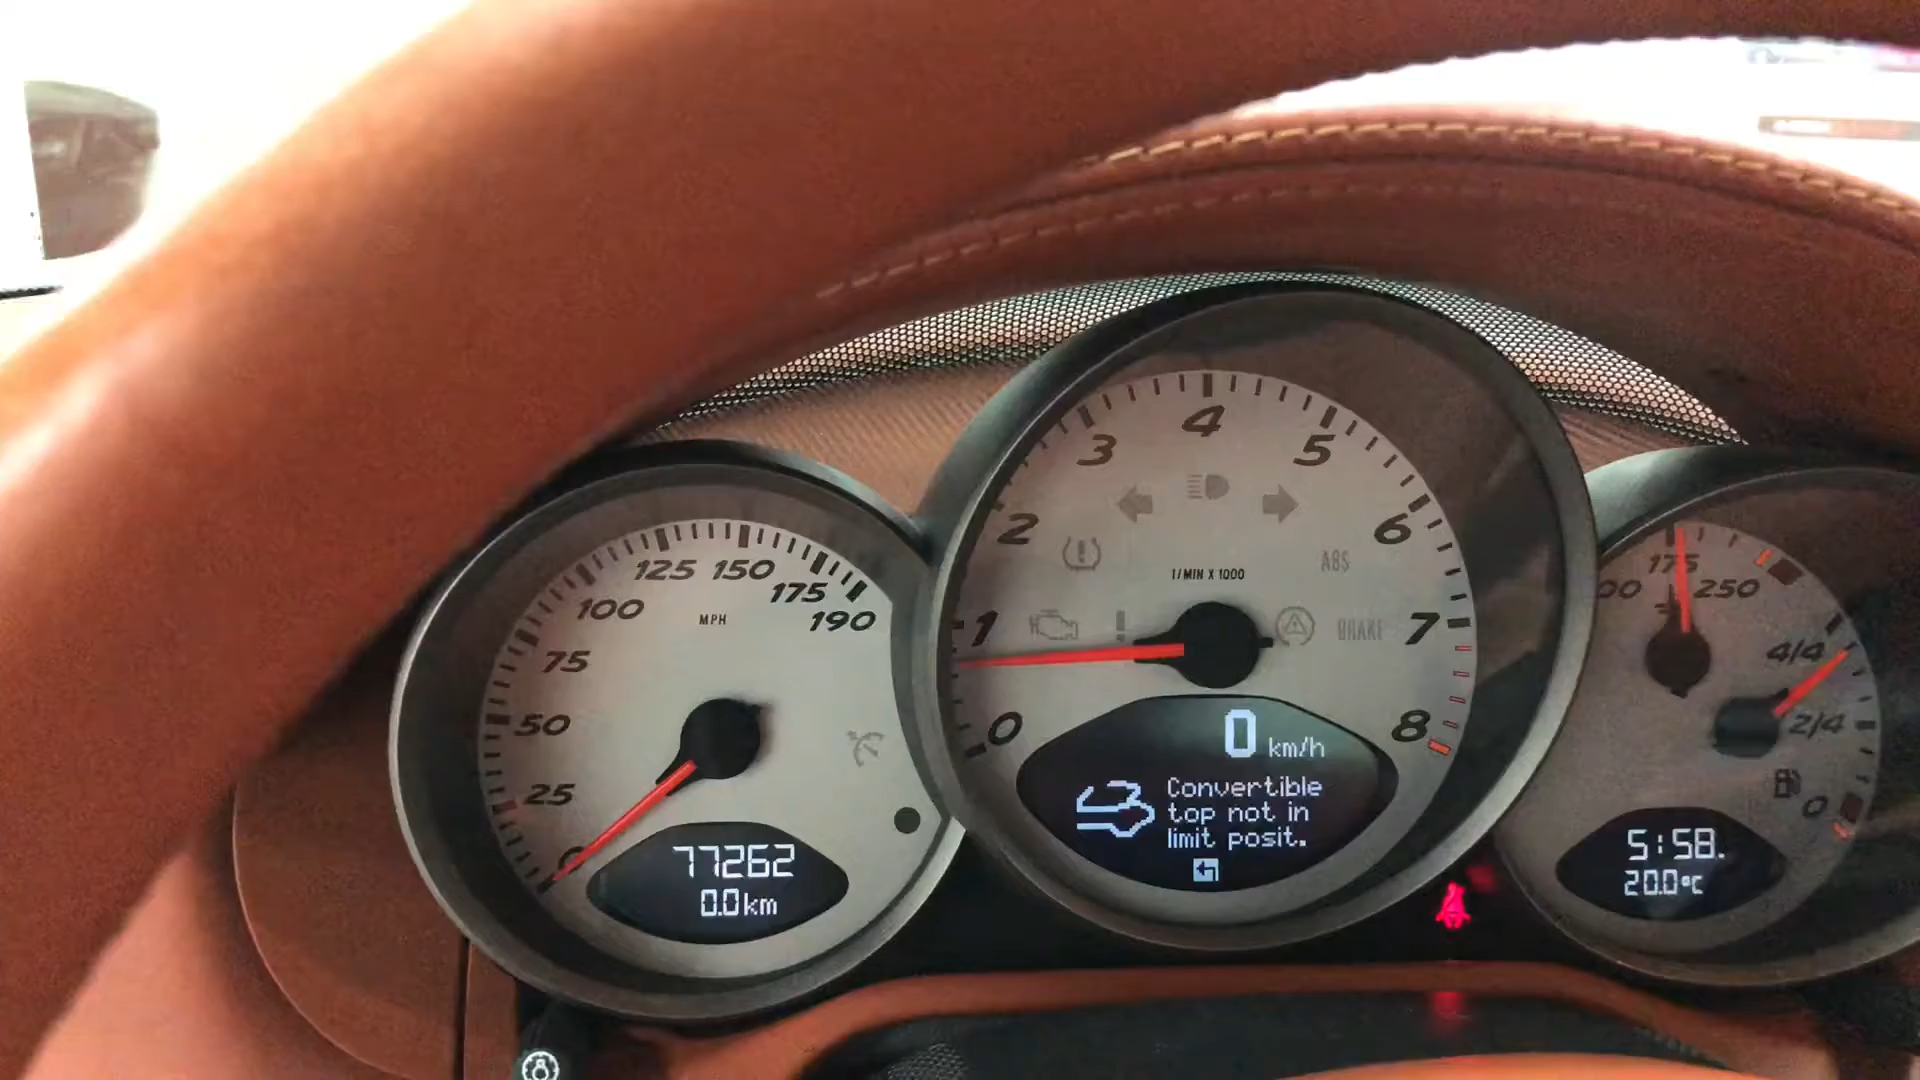 25
50
75
100
125
150
175
190
MPH
77262
0.0 km
0
1
2
3
4
5
6
7
8
1/MIN X 1000
ABS
BRAKE
0 km/h
Convertible
top not in
limit posit.
175
250
4/4
2/4
0
5:58.
20.0°C